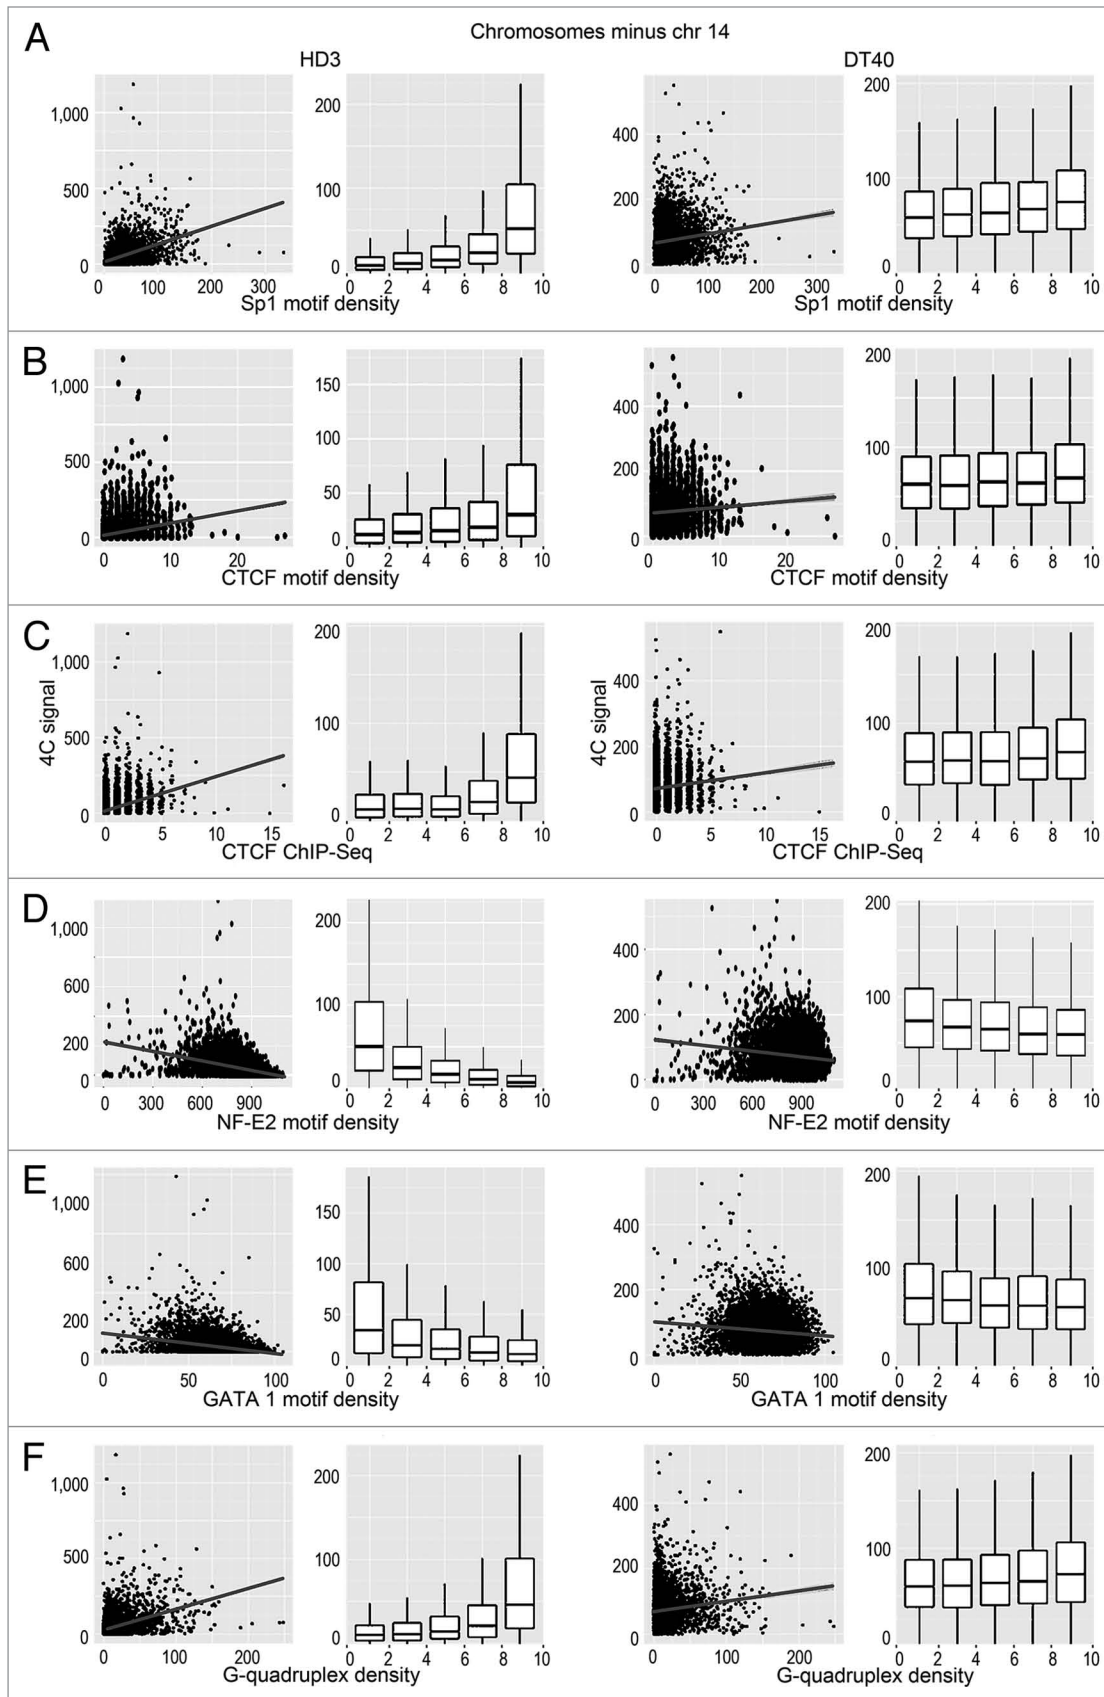 A
Chromosomes minus chr 14
HD3
DT40
1,000
500
0
0 100 200 300
200
100
0
0 2 4 6 8 10
Sp1 motif density
400
200
0
0 100 200 300
200
100
0
0 2 4 6 8 10
Sp1 motif density
B
1,000
500
0
0 10 20
150
100
50
0
0 2 4 6 8 10
CTCF motif density
400
200
0
0 10 20
200
100
0
0 2 4 6 8 10
CTCF motif density
C
4C signal
1,000
500
0
0 5 10 15
200
100
0
0 2 4 6 8 10
CTCF ChIP-Seq
4C signal
400
200
0
0 5 10 15
200
100
0
0 2 4 6 8 10
CTCF ChIP-Seq
D
1,000
600
200
0
0 300 600 900
200
100
0
0 2 4 6 8 10
NF-E2 motif density
400
200
0
0 300 600 900
200
100
0
0 2 4 6 8 10
NF-E2 motif density
E
1,000
600
200
0
0 50 100
150
100
50
0
0 2 4 6 8 10
GATA 1 motif density
400
200
0
0 50 100
200
100
0
0 2 4 6 8 10
GATA 1 motif density
F
1,000
500
0
0 100 200
200
100
0
0 2 4 6 8 10
G-quadruplex density
400
200
0
0 100 200
200
100
0
0 2 4 6 8 10
G-quadruplex density